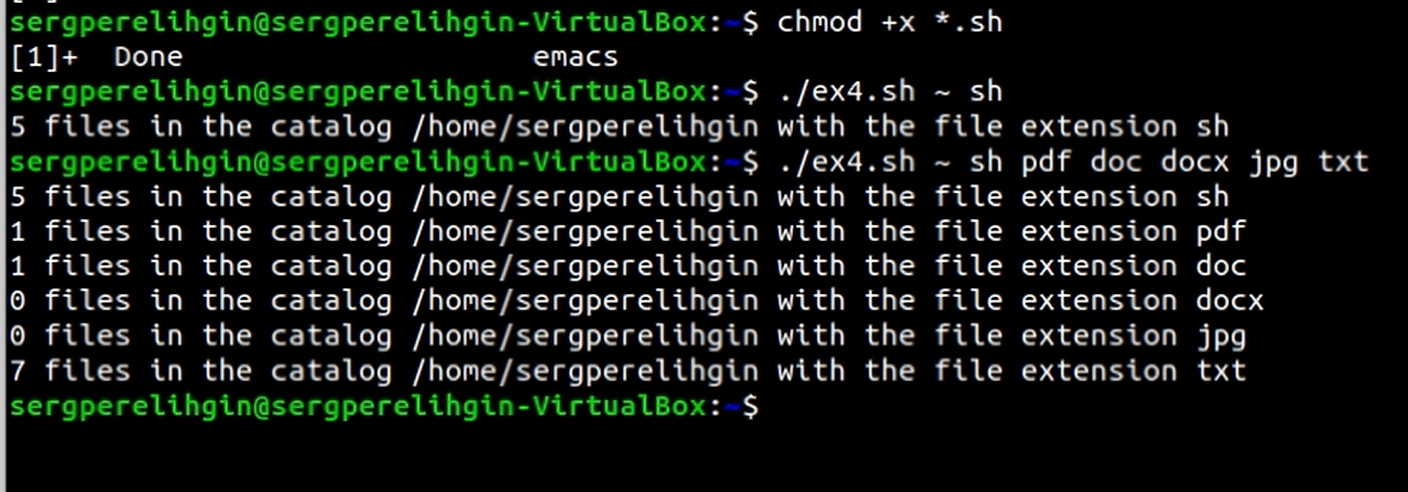 sergperelihgin@sergperelihgin-VirtualBox:~$ chmod +x *.sh
[1]+  Done                    emacs
sergperelihgin@sergperelihgin-VirtualBox:~$ ./ex4.sh ~ sh
5 files in the catalog /home/sergperelihgin with the file extension sh
sergperelihgin@sergperelihgin-VirtualBox:~$ ./ex4.sh ~ sh pdf doc docx jpg txt
5 files in the catalog /home/sergperelihgin with the file extension sh
1 files in the catalog /home/sergperelihgin with the file extension pdf
1 files in the catalog /home/sergperelihgin with the file extension doc
0 files in the catalog /home/sergperelihgin with the file extension docx
0 files in the catalog /home/sergperelihgin with the file extension jpg
7 files in the catalog /home/sergperelihgin with the file extension txt
sergperelihgin@sergperelihgin-VirtualBox:~$